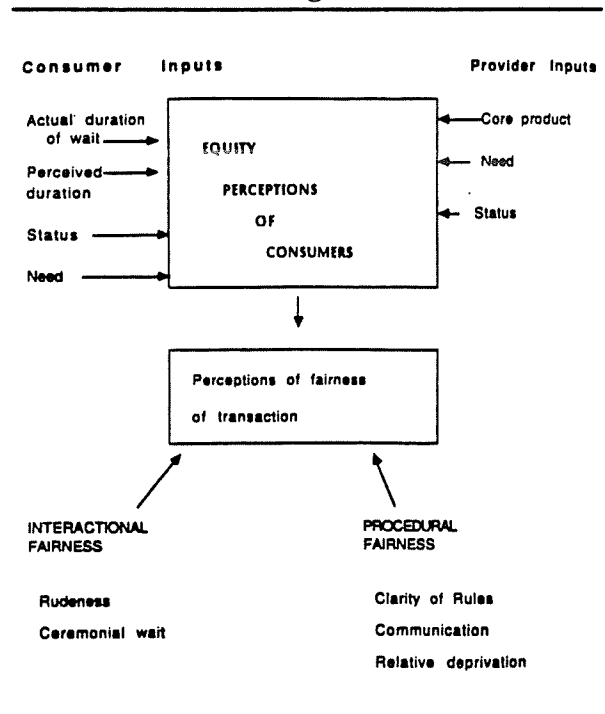 Consumer Inputs
Provider Inputs
Actual duration
of wait
Perceived
duration
Status
Need
EQUITY
PERCEPTIONS
OF
CONSUMERS
Core product
Need
Status
Perceptions of fairness
of transaction
INTERACTIONAL
FAIRNESS
Rudeness
Ceremonial wait
PROCEDURAL
FAIRNESS
Clarity of Rules
Communication
Relative deprivation